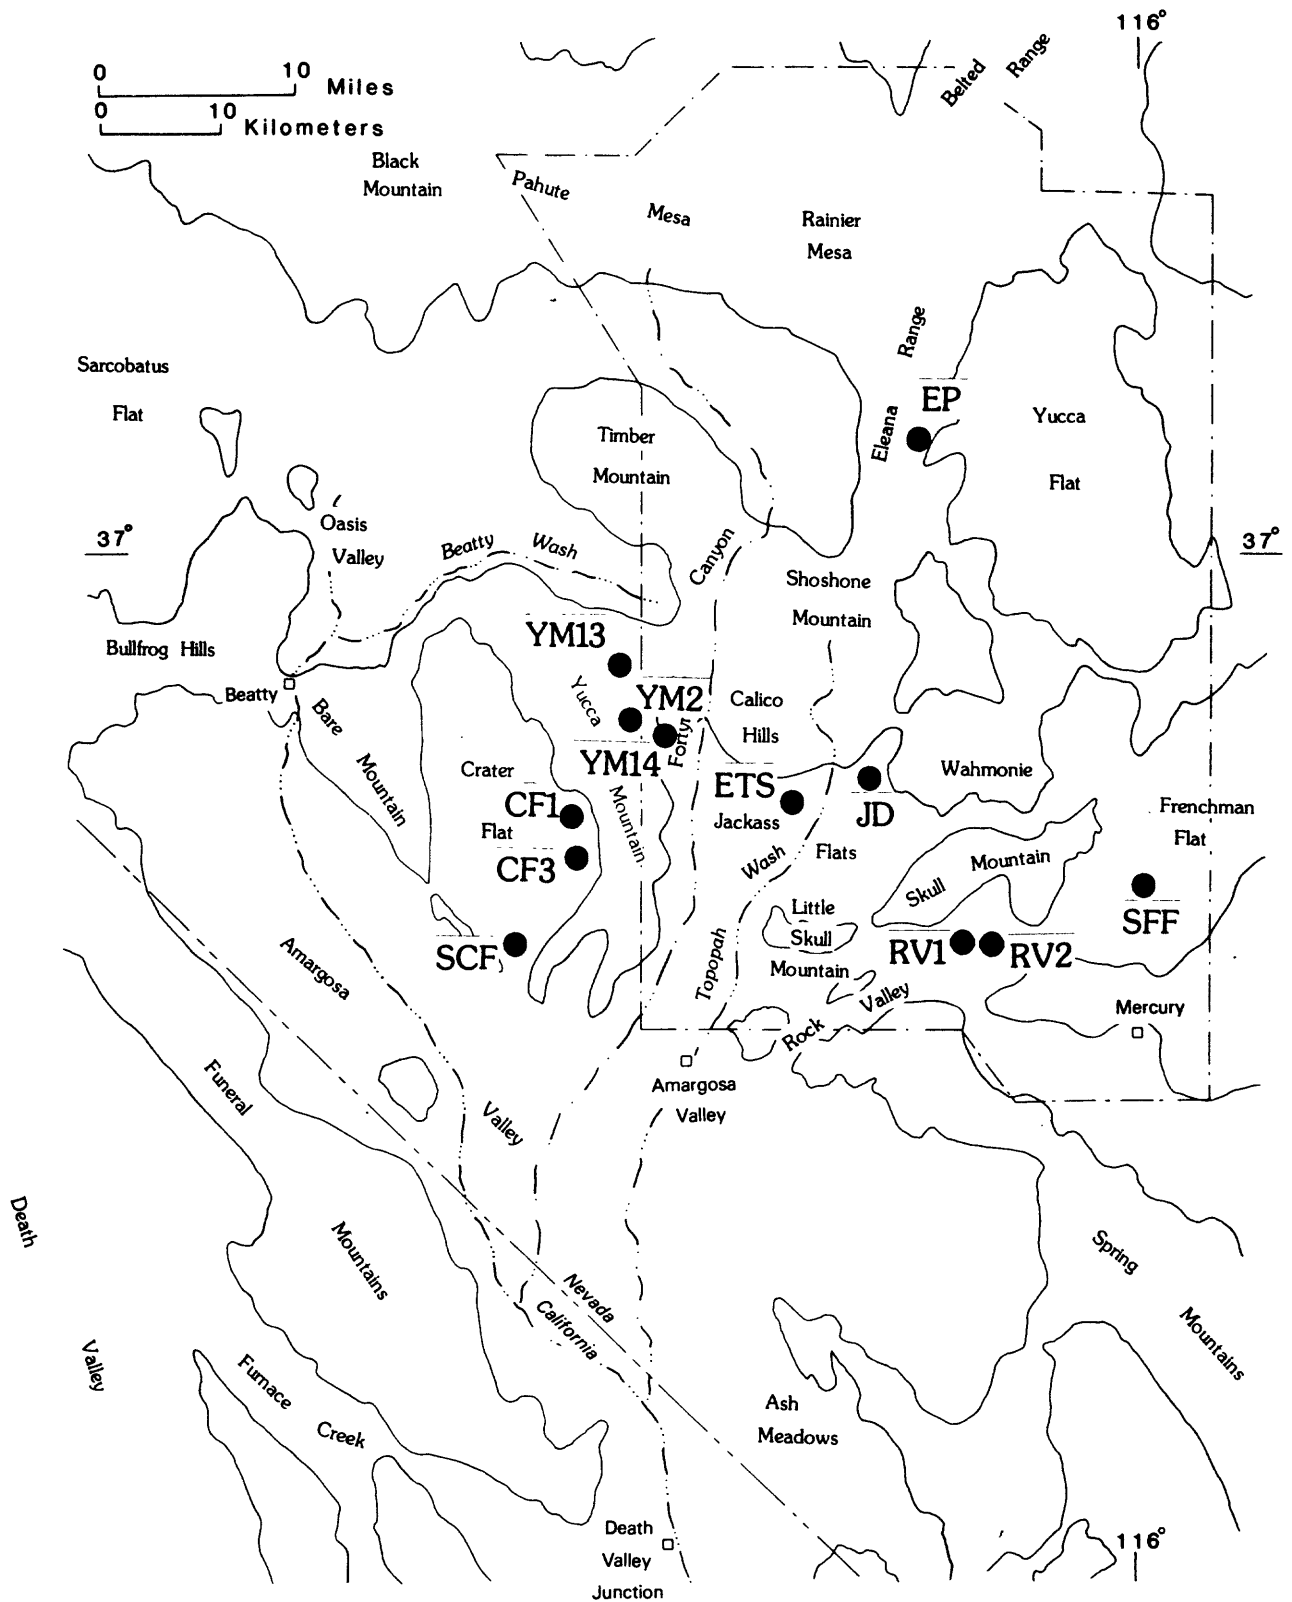 116°
0 10
Miles
0 10
Kilometers
Belted Range
Black
Mountain
Pahute
Mesa
Rainier
Mesa
Sarcobatus
Flat
Eleana Range
EP
Yucca
Flat
Timber
Mountain
37°
37°
Oasis
Valley
Beatty Wash
Canyon
Shoshone
Mountain
Bullfrog Hills
YM13
Beatty
Bare
Mountain
Yucca
YM2
Calico
Hills
YM14
Fortym
Mountain
Crater
Flat
CF1
CF3
ETS
Jackass
Flats
JD
Wahmonie
Frenchman
Flat
Wash
Topopah
Skull
Mountain
Little
Skull
Mountain
SFF
SCF
RV1
RV2
Amargosa
Rock
Valley
Mercury
Amargosa
Valley
Funeral
Valley
Death
Mountains
Spring
Nevada
California
Mountains
Valley
Furnace
Creek
Ash
Meadows
Death
Valley
Junction
116°